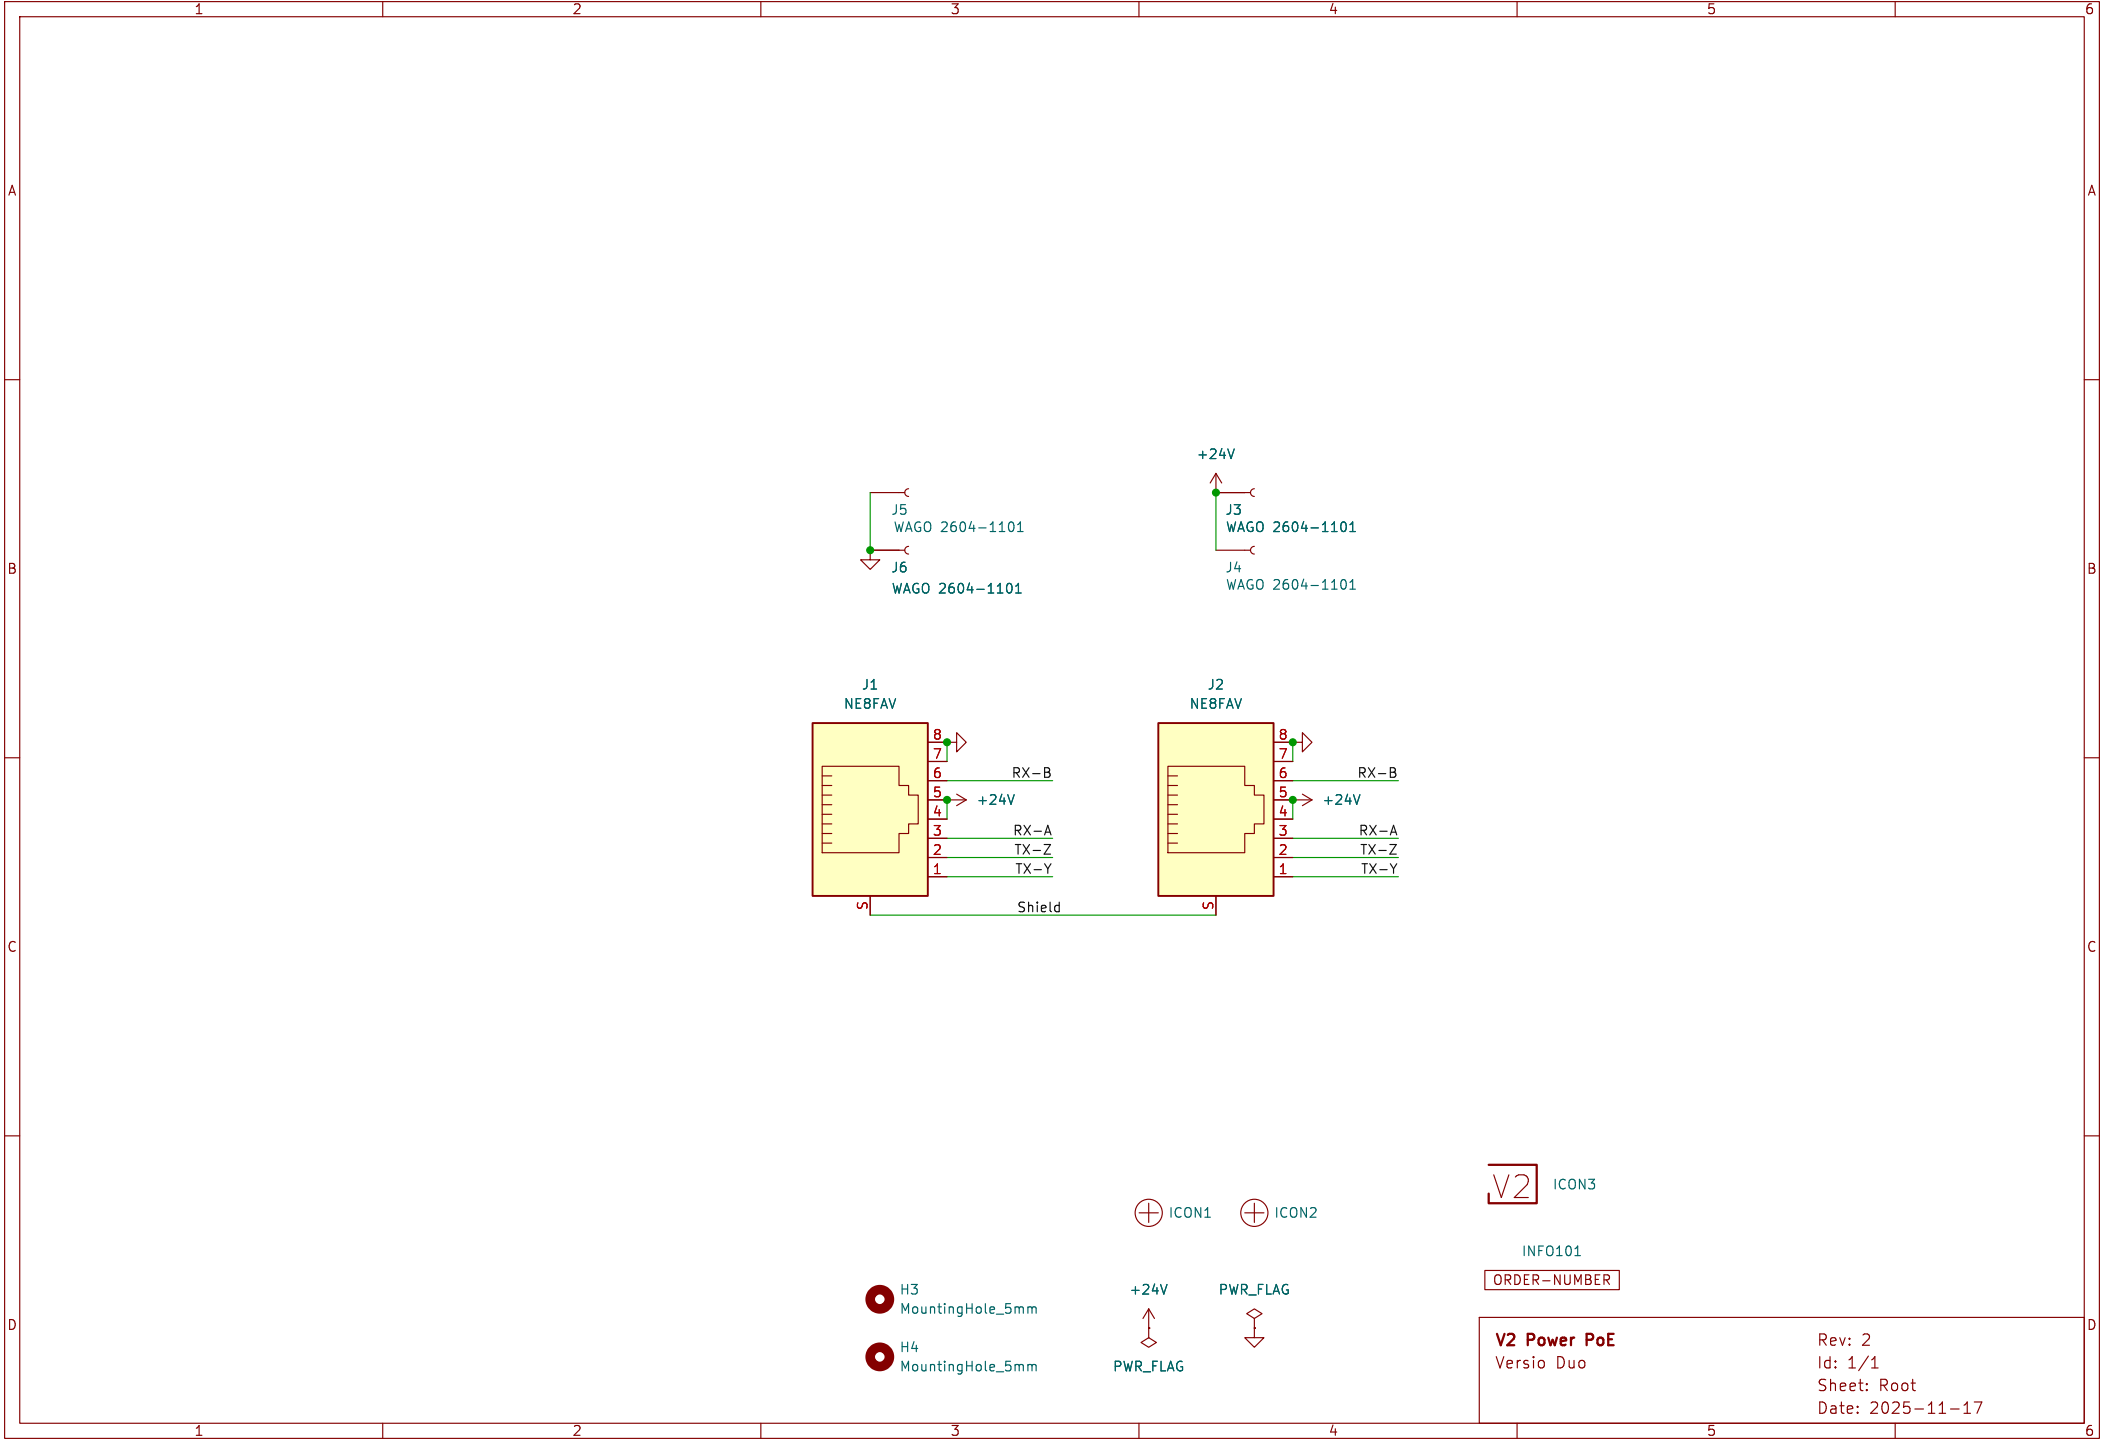 1 2 3 4 5 6
A A
+24V
J5 J3
WAGO 2604-1101 WAGO 2604-1101
B B
J6 J4
WAGO 2604-1101 WAGO 2604-1101
J1 J2
NE8FAV NE8FAV
8 8
7 7
6 RX-B 6 RX-B
5 +24V 5 +24V
4 4
3 RX-A 3 RX-A
2 TX-Z 2 TX-Z
1 TX-Y 1 TX-Y
S Shield S
C C
V2 ICON3
ICON1 ICON2
INFO101
ORDER-NUMBER
H3 +24V PWR_FLAG
MountingHole_5mm
D D
H4
MountingHole_5mm PWR_FLAG
V2 Power PoE Rev: 2
Versio Duo Id: 1/1
Sheet: Root
Date: 2025-11-17
1 2 3 4 5 6